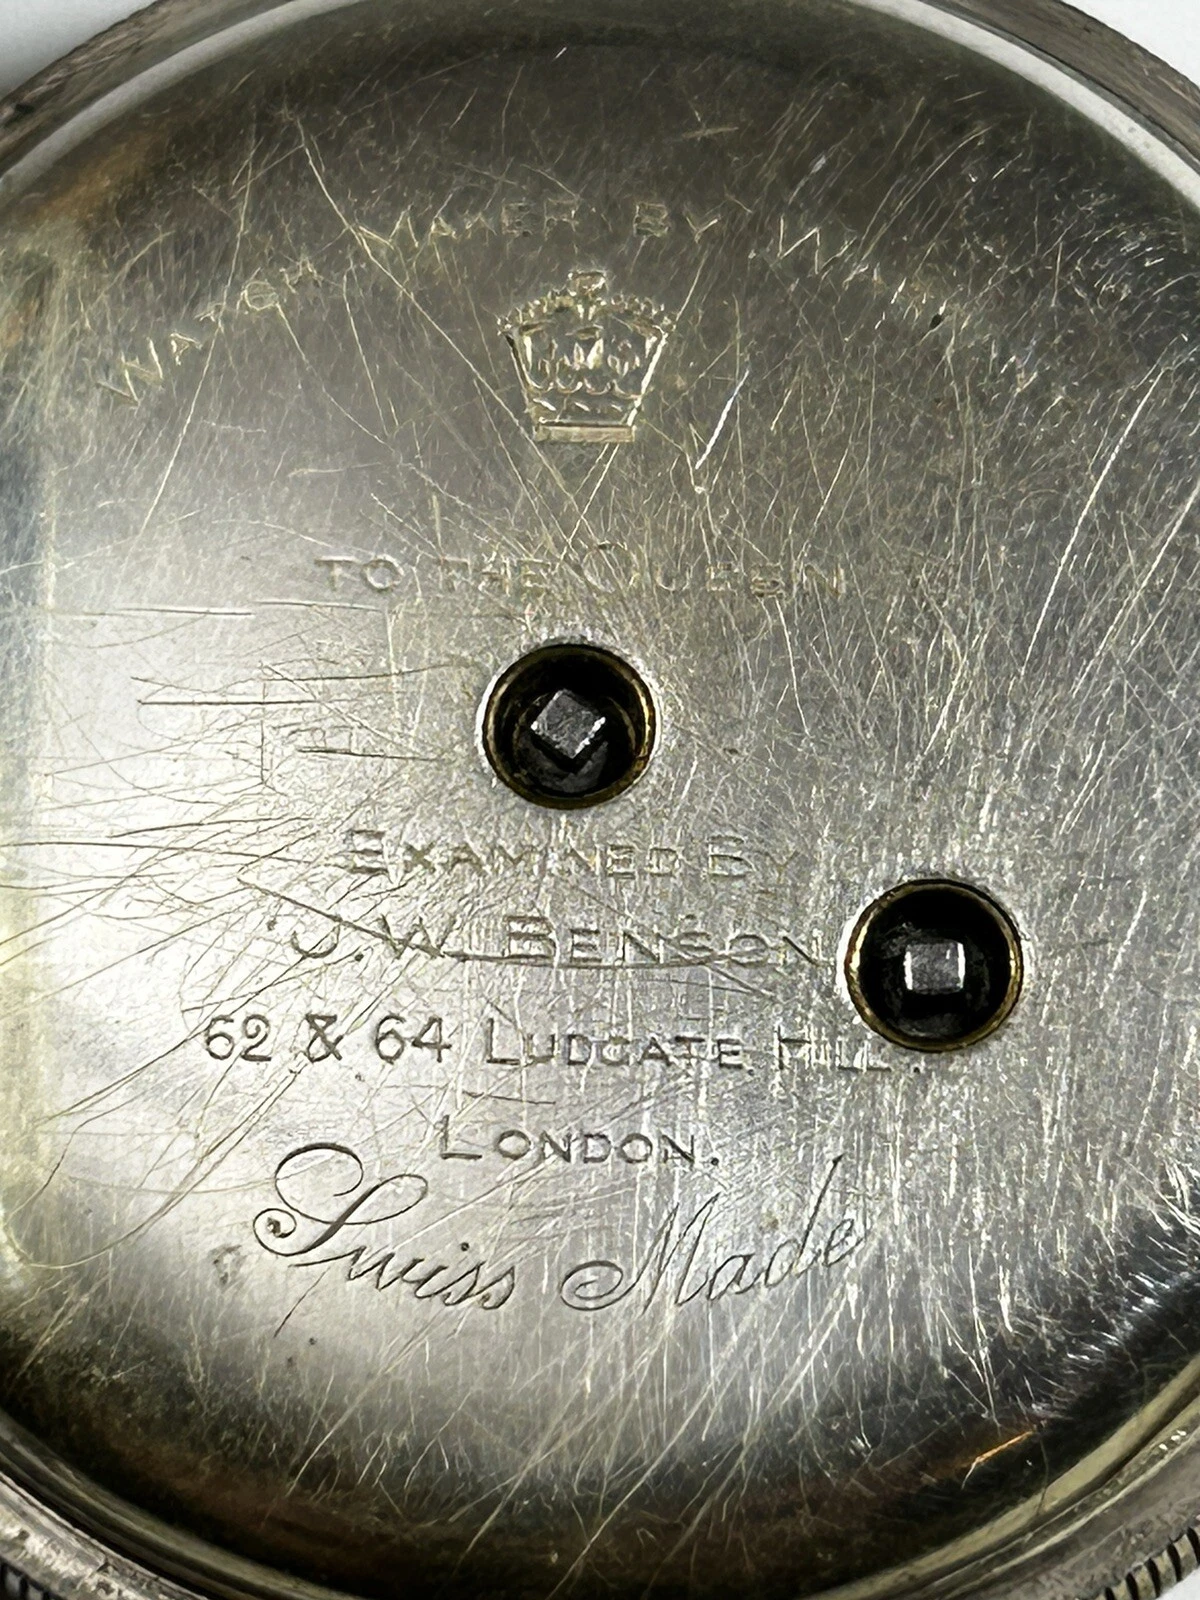 WATCH MAKER BY WARRANT
TO THE QUEEN
EXAMINED BY
J.W. BENSON
62 & 64 LUDGATE HILL.
LONDON.
Swiss Made